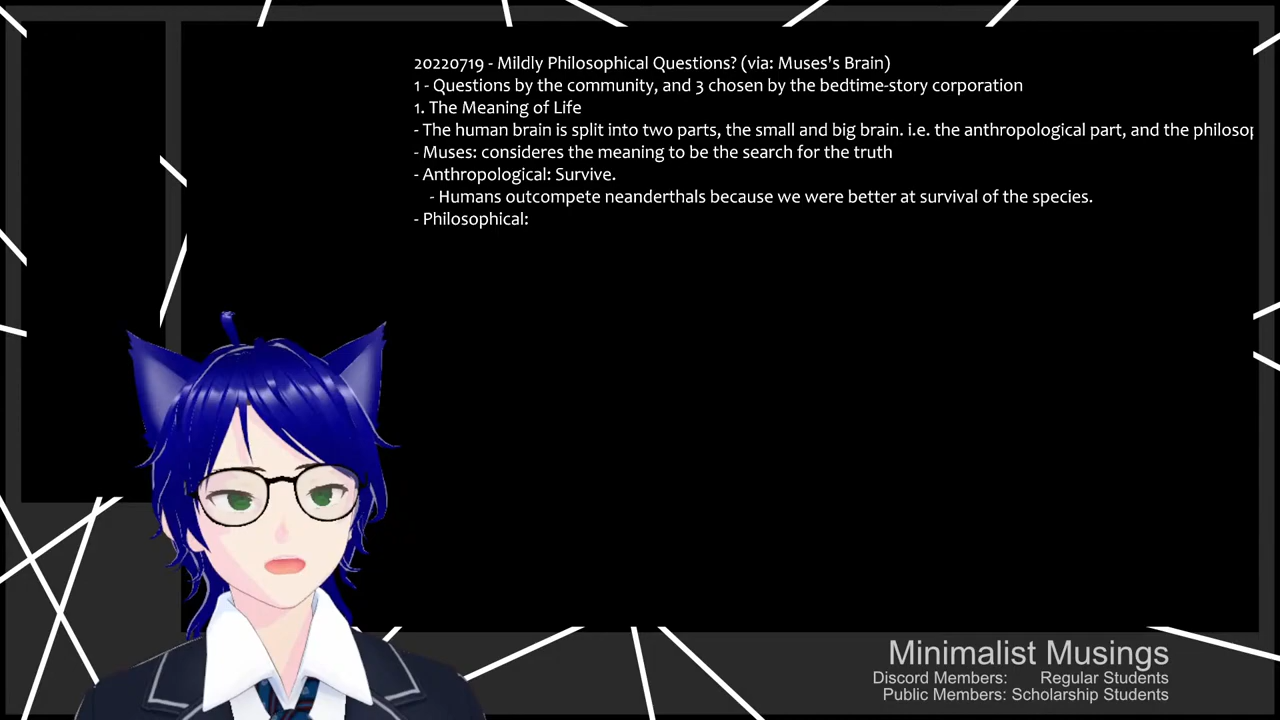 20220719 - Mildly Philosophical Questions? (via: Muses's Brain)
1 - Questions by the community, and 3 chosen by the bedtime-story corporation
1. The Meaning of Life
- The human brain is split into two parts, the small and big brain. i.e. the anthropological part, and the philosop
- Muses: consideres the meaning to be the search for the truth
- Anthropological: Survive.
- Humans outcompete neanderthals because we were better at survival of the species.
- Philosophical:
Minimalist Musings
Discord Members: Regular Students
Public Members: Scholarship Students